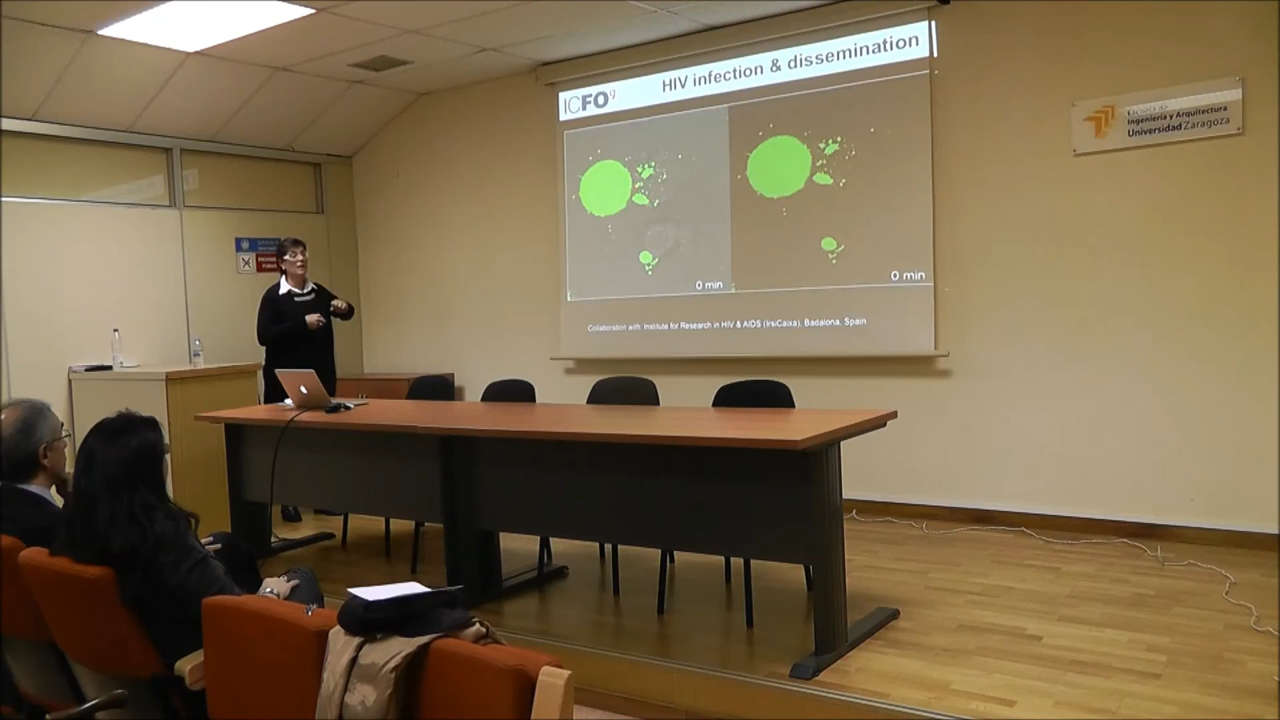 ICFO
HIV infection & dissemination
0 min
0 min
Collaboration with: Institute for Research in HIV & AIDS (IrsiCaixa), Badalona, Spain
Escuela de
Ingeniería y Arquitectura
Universidad Zaragoza